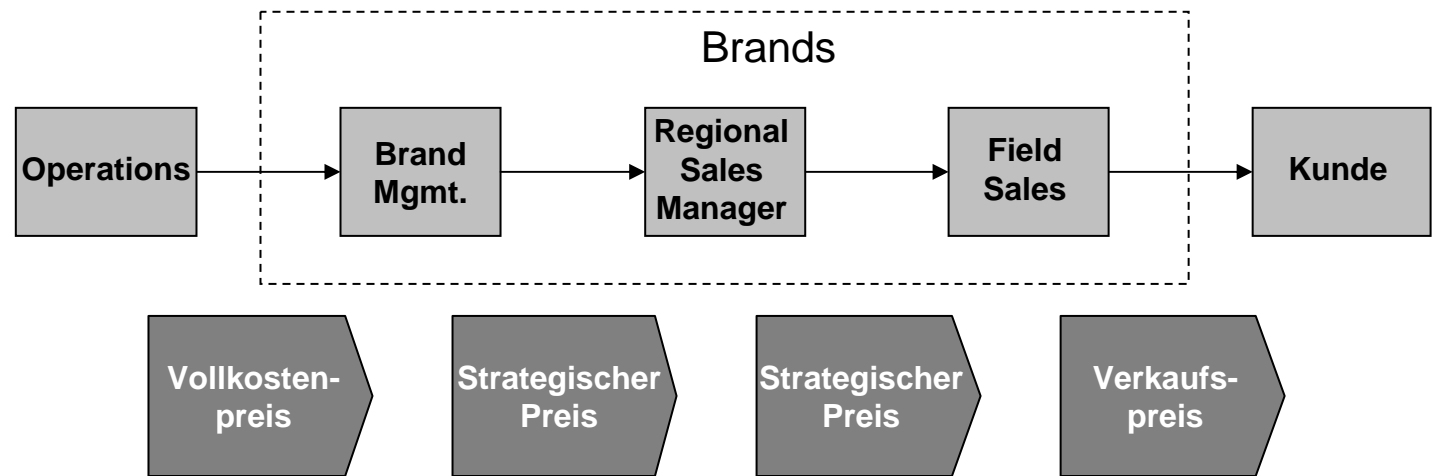 Brands
Operations
Brand
Mgmt.
Regional
Sales
Manager
Field
Sales
Kunde
Vollkosten-
preis
Strategischer
Preis
Strategischer
Preis
Verkaufs-
preis